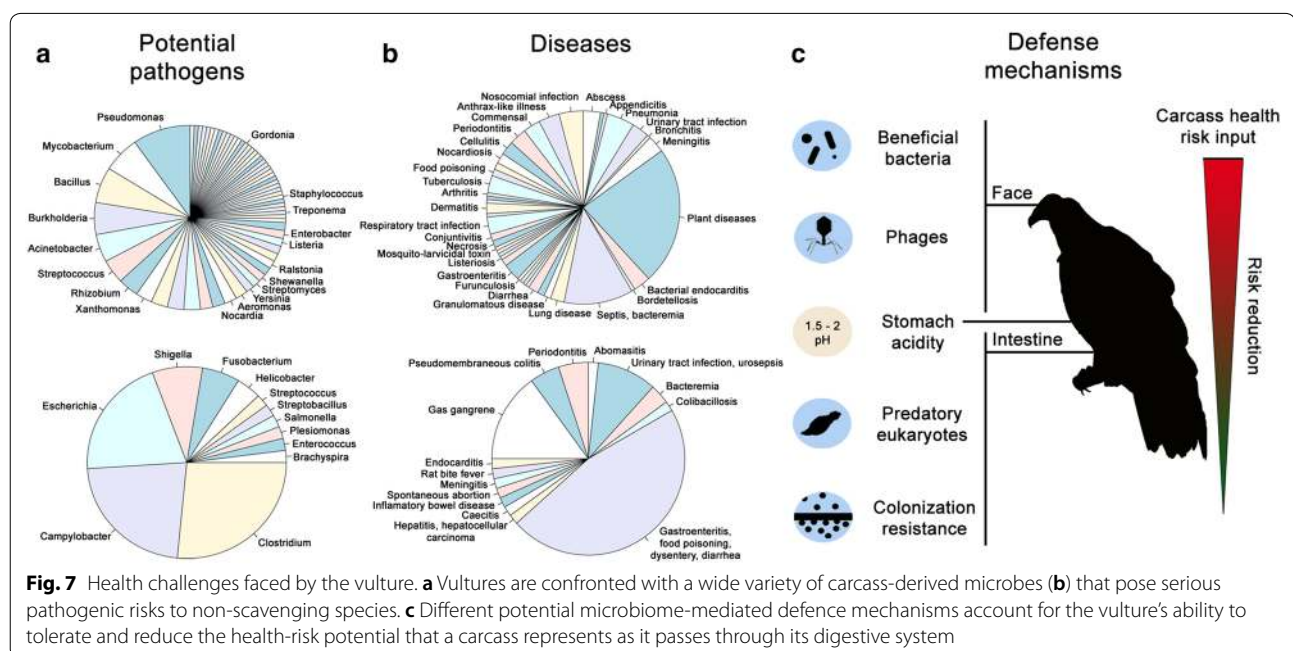 a
Potential
pathogens
Pseudomonas
Gordonia
Mycobacterium
Bacillus
Staphylococcus
Treponema
Burkholderia
Enterobacter
Listeria
Acinetobacter
Ralstonia
Streptococcus
Shewanella
Streptomyces
Rhizobium
Yersinia
Xanthomonas
Aeromonas
Nocardia
Shigella
Fusobacterium
Helicobacter
Streptococcus
Escherichia
Streptobacillus
Salmonella
Plesiomonas
Enterococcus
Brachyspira
Campylobacter
Clostridium
b
Diseases
Nosocomial infection
Abscess
Anthrax-like illness
Appendicitis
Commensal
Pneumonia
Periodontitis
Urinary tract infection
Cellulitis
Bronchitis
Nocardiosis
Meningitis
Food poisoning
Tuberculosis
Arthritis
Dermatitis
Plant diseases
Respiratory tract infection
Conjuntivitis
Necrosis
Mosquito-larvicidal toxin
Listeriosis
Gastroenteritis
Furunculosis
Diarrhea
Granulomatous disease
Lung disease
Septis, bacteremia
Bordetellosis
Bacterial endocarditis
Periodontitis
Abomasitis
Pseudomembraneous colitis
Urinary tract infection, urosepsis
Bacteremia
Colibacillosis
Gas gangrene
Endocarditis
Rat bite fever
Meningitis
Spontaneous abortion
Inflamatory bowel disease
Caecitis
Hepatitis, hepatocellular
carcinoma
Gastroenteritis,
food poisoning,
dysentery, diarrhea
c
Defense
mechanisms
Beneficial
bacteria
Phages
1.5 - 2
pH
Stomach
acidity
Predatory
eukaryotes
Colonization
resistance
Face
Intestine
Carcass health
risk input
Risk reduction
Fig. 7 Health challenges faced by the vulture. a Vultures are confronted with a wide variety of carcass-derived microbes (b) that pose serious
pathogenic risks to non-scavenging species. c Different potential microbiome-mediated defence mechanisms account for the vulture's ability to
tolerate and reduce the health-risk potential that a carcass represents as it passes through its digestive system